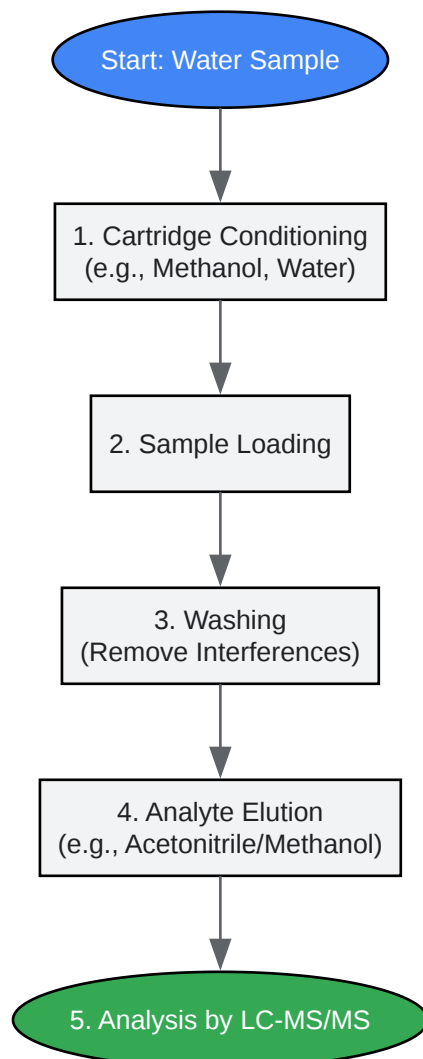 Start: Water Sample
1. Cartridge Conditioning
(e.g., Methanol, Water)
2. Sample Loading
3. Washing
(Remove Interferences)
4. Analyte Elution
(e.g., Acetonitrile/Methanol)
5. Analysis by LC-MS/MS